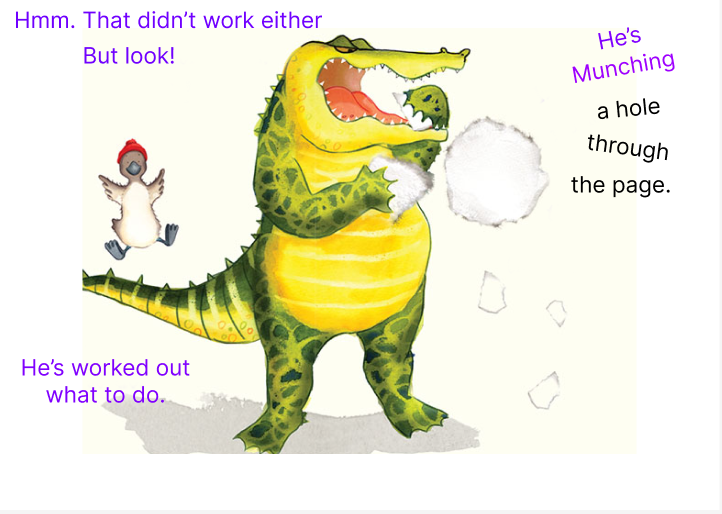 Hmm. That didn’t work either
But look!
He’s
Munching
a hole
through
the page.
He’s worked out
what to do.